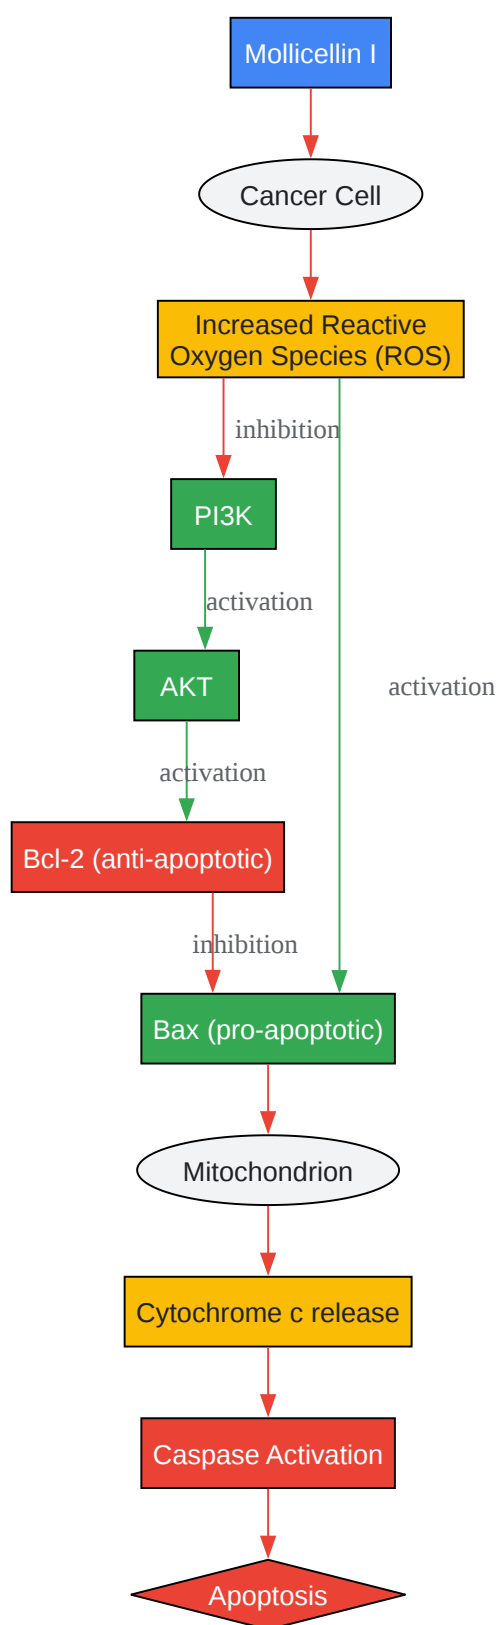 Mollicellin I
Cancer Cell
Increased Reactive
Oxygen Species (ROS)
inhibition
PI3K
activation
AKT
activation
activation
Bcl-2 (anti-apoptotic)
inhibition
Bax (pro-apoptotic)
Mitochondrion
Cytochrome c release
Caspase Activation
Apoptosis